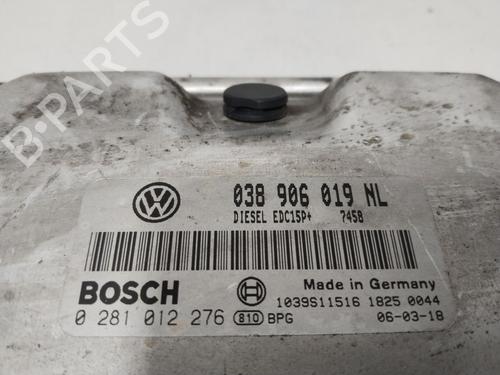 B-PARTS
038 906 019 NL
DIESEL EDC15P+ 7458
BOSCH
Made in Germany
1039S11516 1825 0044
0 281 012 276 810 BPG 06-03-18